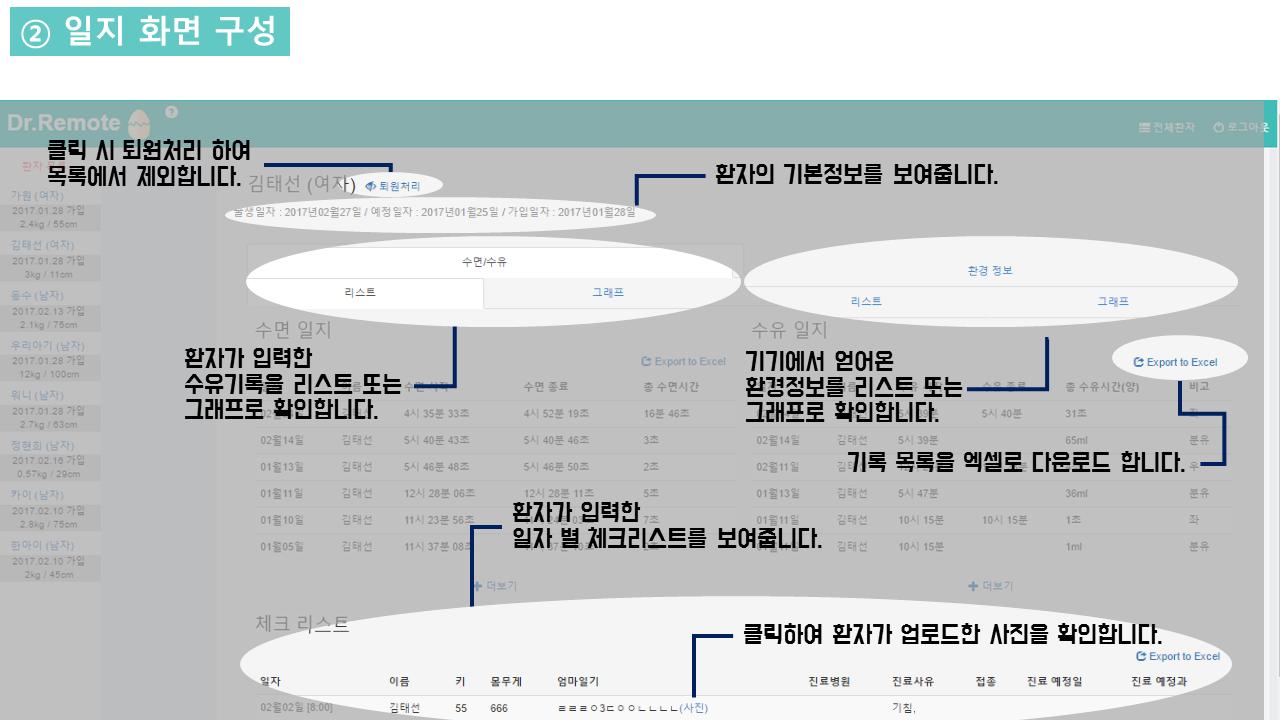 ② 일지 화면 구성
Dr.Remote ?
전체환자 로그아웃
클릭 시 퇴원처리 하여
목록에서 제외합니다.
환자의 기본정보를 보여줍니다.
김태선 (여자) 퇴원처리
출생일자 : 2017년02월27일 / 예정일자 : 2017년01월25일 / 가입일자 : 2017년01월28일
가원 (여자)
2017.01.28 가입
2.4kg / 55cm
김태선 (여자)
2017.01.28 가입
3kg / 11cm
동수 (남자)
2017.02.13 가입
2.1kg / 75cm
우리아기 (남자)
2017.01.28 가입
12kg / 100cm
워니 (남자)
2017.01.28 가입
2.7kg / 63cm
정현희 (남자)
2017.02.16 가입
0.57kg / 29cm
카이 (남자)
2017.02.10 가입
2.8kg / 75cm
한아이 (남자)
2017.02.10 가입
2kg / 45cm
수면/수유
리스트 그래프
환경 정보
리스트 그래프
환자가 입력한
수유기록을 리스트 또는
그래프로 확인합니다.
기기에서 얻어온
환경정보를 리스트 또는
그래프로 확인합니다.
기록 목록을 엑셀로 다운로드 합니다.
수면 일지
Export to Excel
수면 종료 총 수면시간
4시 35분 33초 4시 52분 19초 16분 46초
02월14일 김태선 5시 40분 43초 5시 40분 46초 3초
01월13일 김태선 5시 46분 48초 5시 46분 50초 2초
01월11일 김태선 12시 28분 06초 12시 28분 11초 5초
01월10일 김태선 11시 23분 56초 7초
01월05일 김태선 11시 37분 08초
더보기
수유 일지
Export to Excel
수유 종료 총 수유시간(양) 비고
5시 40분 31초 좌
02월14일 김태선 5시 39분 65ml 분유
02월11일 김태선 우
01월13일 김태선 5시 47분 36ml 분유
01월11일 김태선 10시 15분 10시 15분 1초 좌
김태선 10시 15분 1ml 분유
더보기
환자가 입력한
일자 별 체크리스트를 보여줍니다.
체크 리스트
클릭하여 환자가 업로드한 사진을 확인합니다.
Export to Excel
일자 이름 키 몸무게 엄마일기 진료병원 진료사유 접종 진료 예정일 진료 예정과
02월02일 [8:00] 김태선 55 666 ㄹㄹㄹㅇ3ㄷㅇㅇㄴㄴㄴㄴ(사진) 기침,